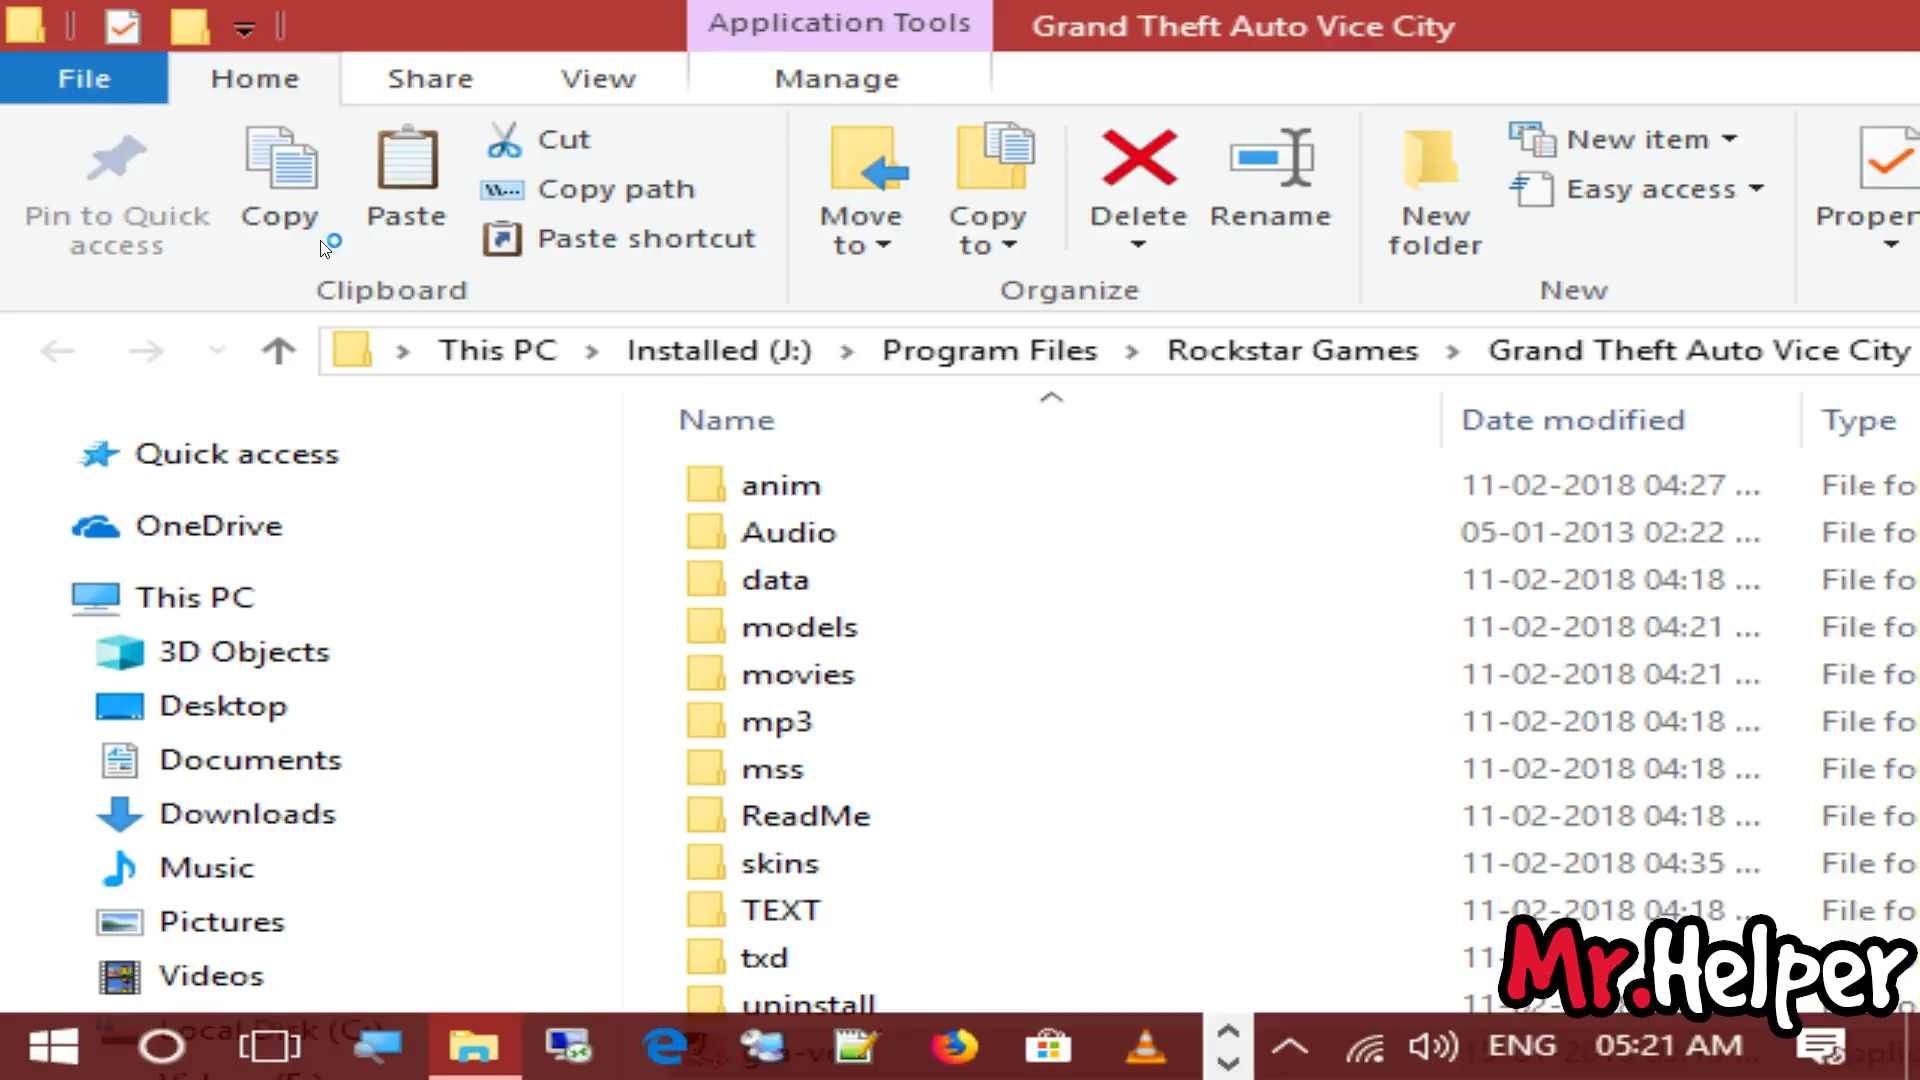 Application Tools
Grand Theft Auto Vice City
File
Home
Share
View
Manage
Pin to Quick access
Copy
Paste
Cut
Copy path
Paste shortcut
Clipboard
Move to
Copy to
Delete
Rename
Organize
New folder
New item
Easy access
New
Proper
This PC
Installed (J:)
Program Files
Rockstar Games
Grand Theft Auto Vice City
Name
Date modified
Type
Quick access
OneDrive
This PC
3D Objects
Desktop
Documents
Downloads
Music
Pictures
Videos
Local Disk (C:)
anim 11-02-2018 04:27 ... File fo
Audio 05-01-2013 02:22 ... File fo
data 11-02-2018 04:18 ... File fo
models 11-02-2018 04:21 ... File fo
movies 11-02-2018 04:21 ... File fo
mp3 11-02-2018 04:18 ... File fo
mss 11-02-2018 04:18 ... File fo
ReadMe 11-02-2018 04:18 ... File fo
skins 11-02-2018 04:35 ... File fo
TEXT 11-02-2018 04:18 ... File fo
txd 11-
uninstall
Mr.Helper
ENG
05:21 AM